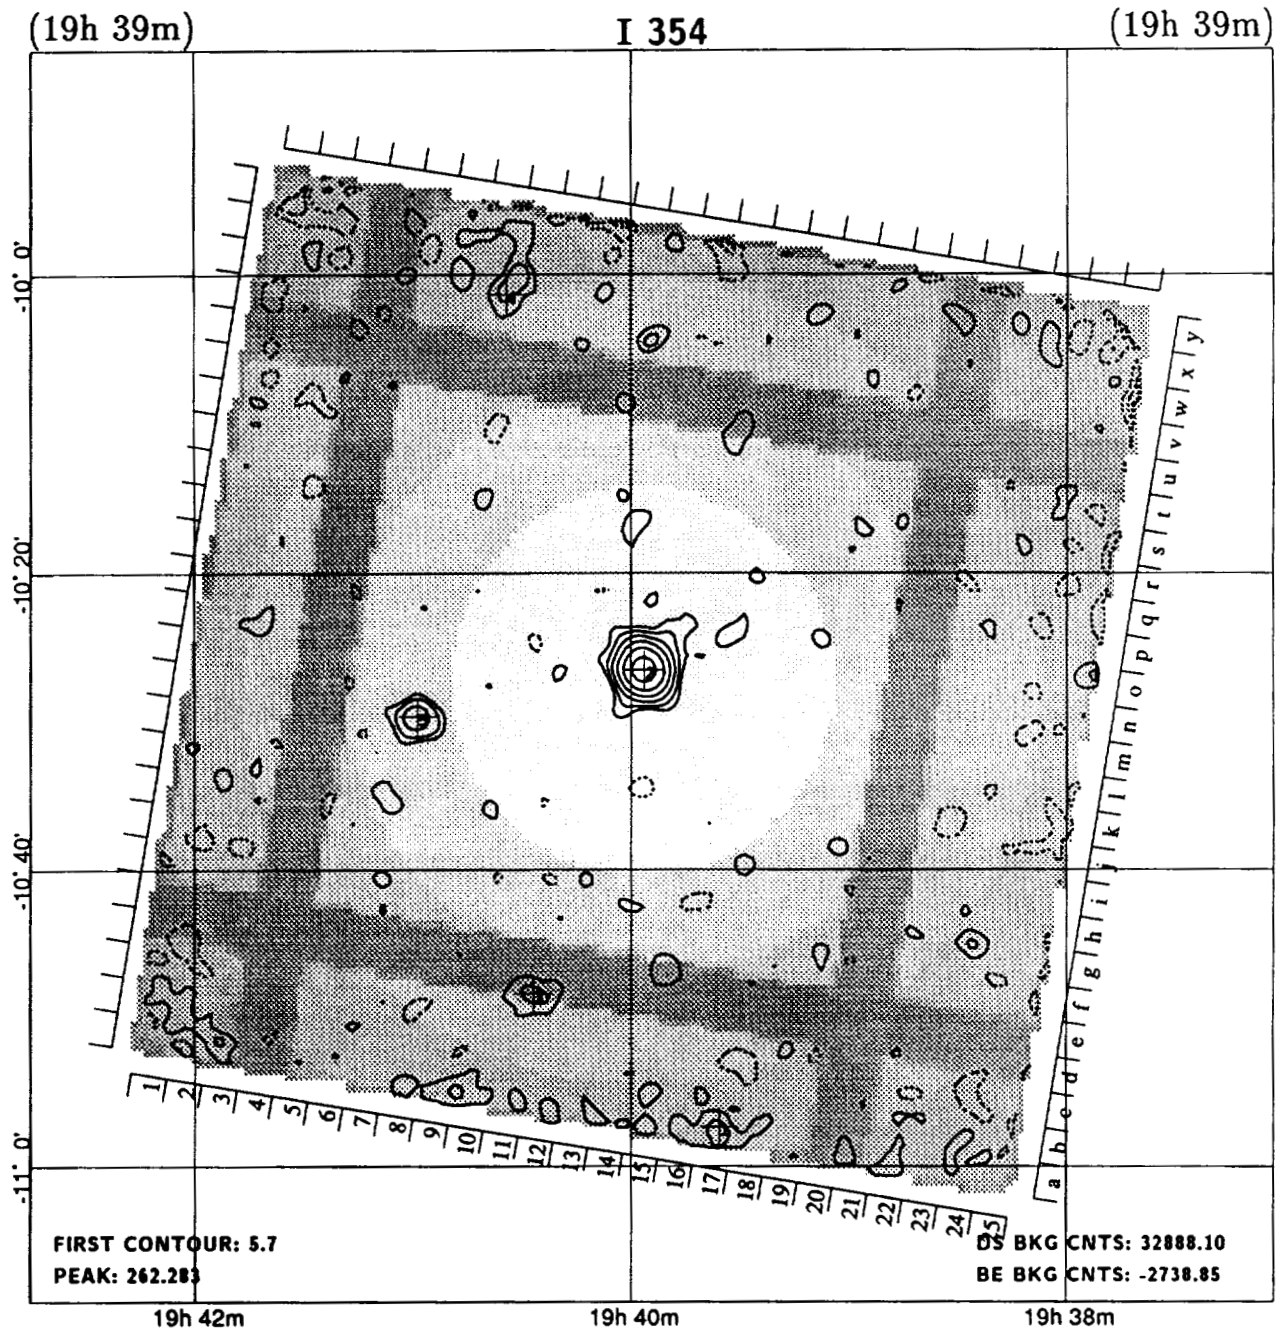 (19h 39m) I 354 (19h 39m)
-10° 0'
-10° 20'
-10° 40'
-11° 0'
a b c d e f g h i j k l m n o p q r s t u v w x y
1 2 3 4 5 6 7 8 9 10 11 12 13 14 15 16 17 18 19 20 21 22 23 24 25
FIRST CONTOUR: 5.7
PEAK: 262.283
DS BKG CNTS: 32888.10
BE BKG CNTS: -2738.85
19h 42m 19h 40m 19h 38m